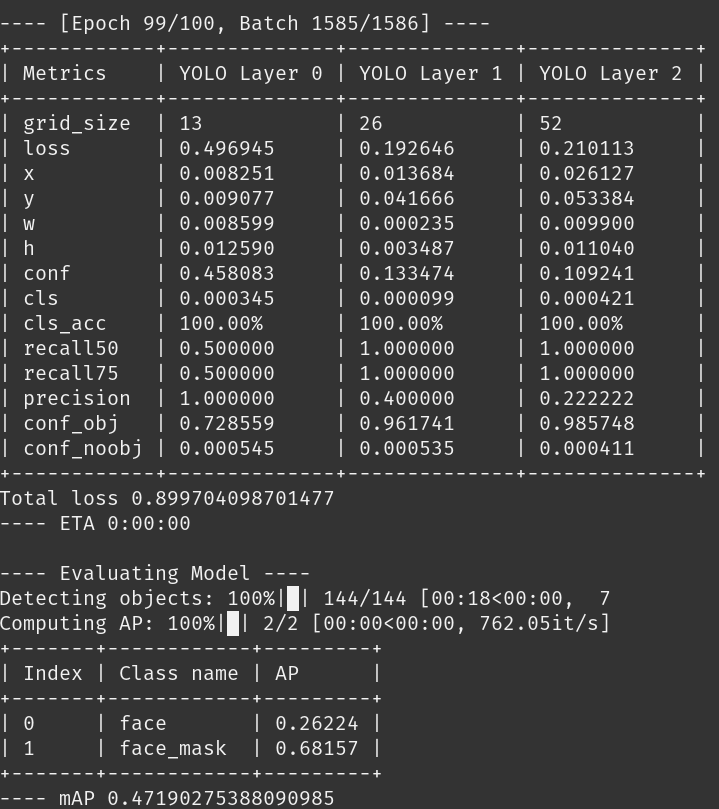 ---- [Epoch 99/100, Batch 1585/1586] ----
+------------+--------------+--------------+--------------+
| Metrics    | YOLO Layer 0 | YOLO Layer 1 | YOLO Layer 2 |
+------------+--------------+--------------+--------------+
| grid_size  | 13           | 26           | 52           |
| loss       | 0.496945     | 0.192646     | 0.210113     |
| x          | 0.008251     | 0.013684     | 0.026127     |
| y          | 0.009077     | 0.041666     | 0.053384     |
| w          | 0.008599     | 0.000235     | 0.009900     |
| h          | 0.012590     | 0.003487     | 0.011040     |
| conf       | 0.458083     | 0.133474     | 0.109241     |
| cls        | 0.000345     | 0.000099     | 0.000421     |
| cls_acc    | 100.00%      | 100.00%      | 100.00%      |
| recall50   | 0.500000     | 1.000000     | 1.000000     |
| recall75   | 0.500000     | 1.000000     | 1.000000     |
| precision  | 1.000000     | 0.400000     | 0.222222     |
| conf_obj   | 0.728559     | 0.961741     | 0.985748     |
| conf_noobj | 0.000545     | 0.000535     | 0.000411     |
+------------+--------------+--------------+--------------+
Total loss 0.899704098701477
---- ETA 0:00:00
---- Evaluating Model ----
Detecting objects: 100%|█| 144/144 [00:18<00:00,  7
Computing AP: 100%|█| 2/2 [00:00<00:00, 762.05it/s]
+-------+------------+---------+
| Index | Class name | AP      |
+-------+------------+---------+
| 0     | face       | 0.26224 |
| 1     | face_mask  | 0.68157 |
+-------+------------+---------+
---- mAP 0.47190275388090985